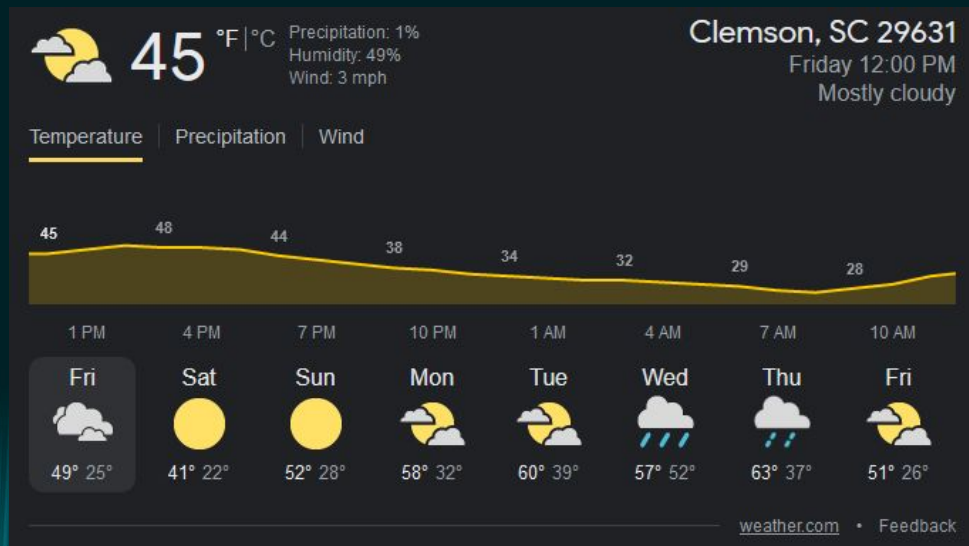 45 °F|°C
Precipitation: 1%
Humidity: 49%
Wind: 3 mph
Clemson, SC 29631
Friday 12:00 PM
Mostly cloudy
Temperature | Precipitation | Wind
45 48 44 38 34 32 29 28
1 PM 4 PM 7 PM 10 PM 1 AM 4 AM 7 AM 10 AM
Fri Sat Sun Mon Tue Wed Thu Fri
49° 25° 41° 22° 52° 28° 58° 32° 60° 39° 57° 52° 63° 37° 51° 26°
weather.com • Feedback